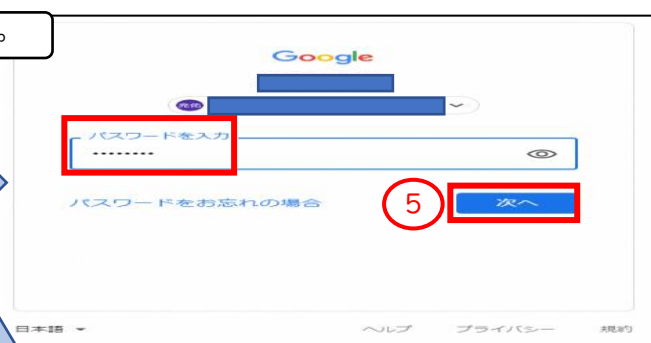 。
Google
パスワードを入力
••••••••
パスワードをお忘れの場合
5
次へ
日本語
ヘルプ プライバシー 規約